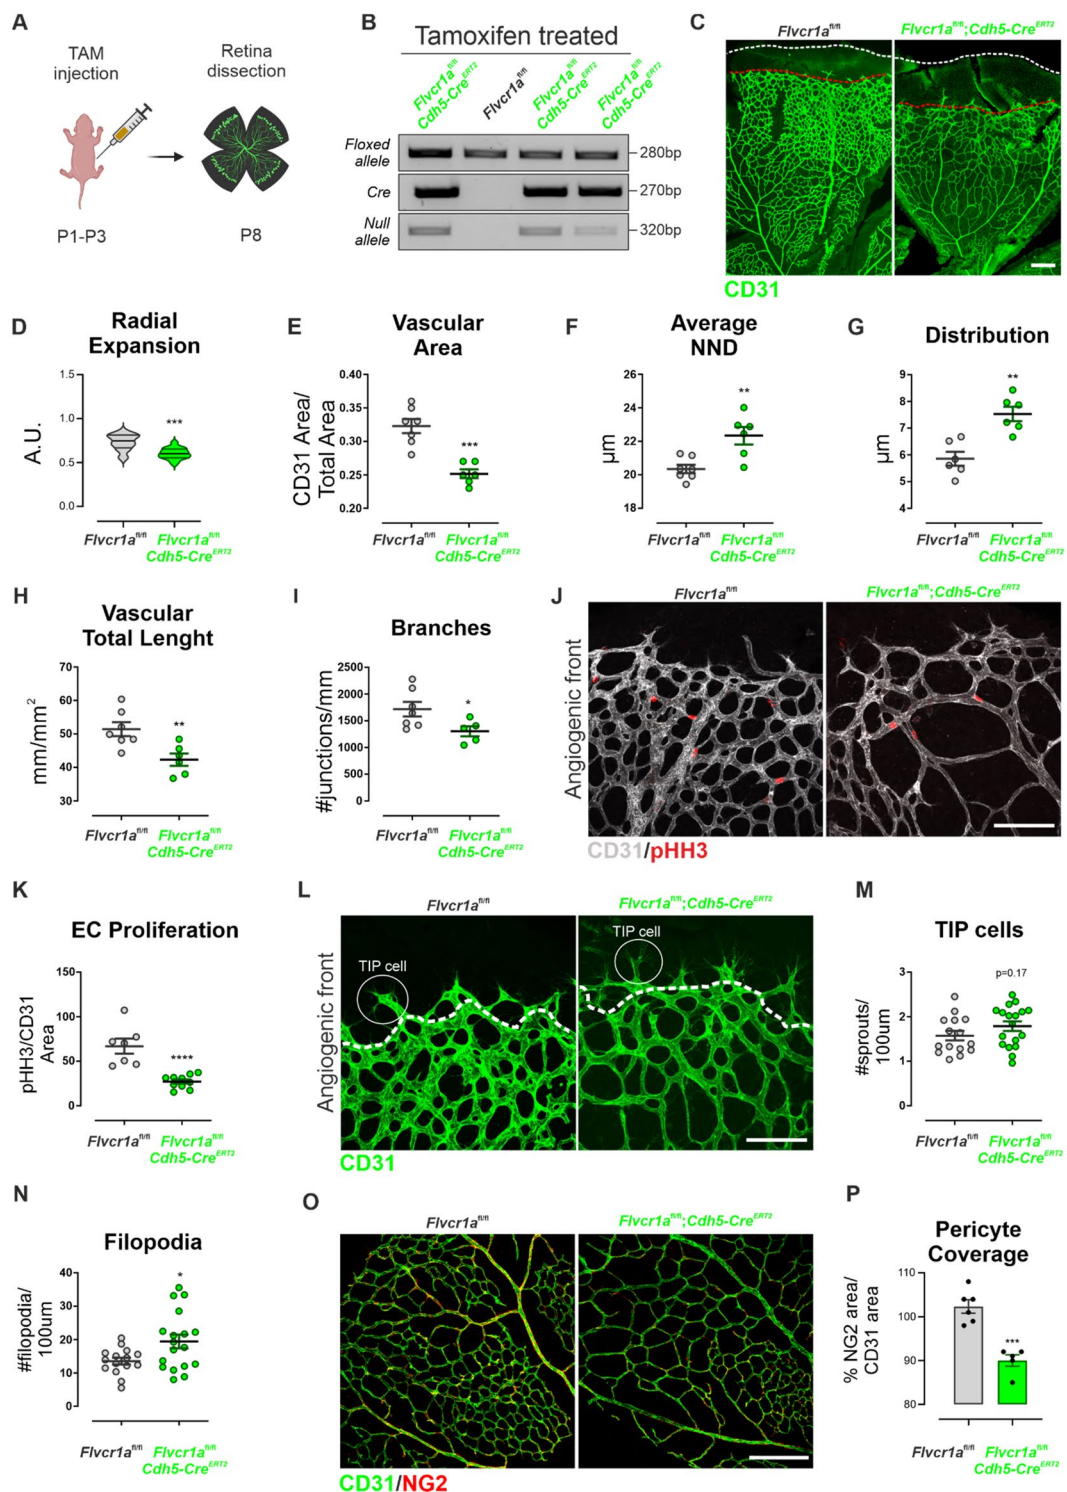 A
TAM
injection
Retina
dissection
P1-P3
P8
B
Tamoxifen treated
Flvcr1a^fl/fl
Cdh5-Cre^ERT2
Flvcr1a^fl/fl
Flvcr1a^fl/fl
Cdh5-Cre^ERT2
Flvcr1a^fl/fl
Cdh5-Cre^ERT2
Floxed
allele
280bp
Cre
270bp
Null
allele
320bp
C
Flvcr1a^fl/fl
Flvcr1a^fl/fl;Cdh5-Cre^ERT2
CD31
D
Radial
Expansion
A.U.
1.5
1.0
0.5
0.0
***
Flvcr1a^fl/fl
Flvcr1a^fl/fl
Cdh5-Cre^ERT2
E
Vascular
Area
CD31 Area/
Total Area
0.40
0.35
0.30
0.25
0.20
***
Flvcr1a^fl/fl
Flvcr1a^fl/fl
Cdh5-Cre^ERT2
F
Average
NND
µm
26
24
22
20
18
**
Flvcr1a^fl/fl
Flvcr1a^fl/fl
Cdh5-Cre^ERT2
G
Distribution
µm
9
8
7
6
5
4
**
Flvcr1a^fl/fl
Flvcr1a^fl/fl
Cdh5-Cre^ERT2
H
Vascular
Total Lenght
mm/mm²
70
60
50
40
30
**
Flvcr1a^fl/fl
Flvcr1a^fl/fl
Cdh5-Cre^ERT2
I
Branches
#junctions/mm
2500
2000
1500
1000
500
0
*
Flvcr1a^fl/fl
Flvcr1a^fl/fl
Cdh5-Cre^ERT2
J
Flvcr1a^fl/fl
Flvcr1a^fl/fl;Cdh5-Cre^ERT2
Angiogenic front
CD31/pHH3
K
EC Proliferation
pHH3/CD31
Area
150
100
50
0
****
Flvcr1a^fl/fl
Flvcr1a^fl/fl
Cdh5-Cre^ERT2
L
Flvcr1a^fl/fl
Flvcr1a^fl/fl;Cdh5-Cre^ERT2
Angiogenic front
TIP cell
TIP cell
CD31
M
TIP cells
#sprouts/
100um
3
2
1
0
p=0.17
Flvcr1a^fl/fl
Flvcr1a^fl/fl
Cdh5-Cre^ERT2
N
Filopodia
#filopodia/
100um
40
30
20
10
0
*
Flvcr1a^fl/fl
Flvcr1a^fl/fl
Cdh5-Cre^ERT2
O
Flvcr1a^fl/fl
Flvcr1a^fl/fl;Cdh5-Cre^ERT2
CD31/NG2
P
Pericyte
Coverage
% NG2 area/
CD31 area
110
100
90
80
***
Flvcr1a^fl/fl
Flvcr1a^fl/fl
Cdh5-Cre^ERT2